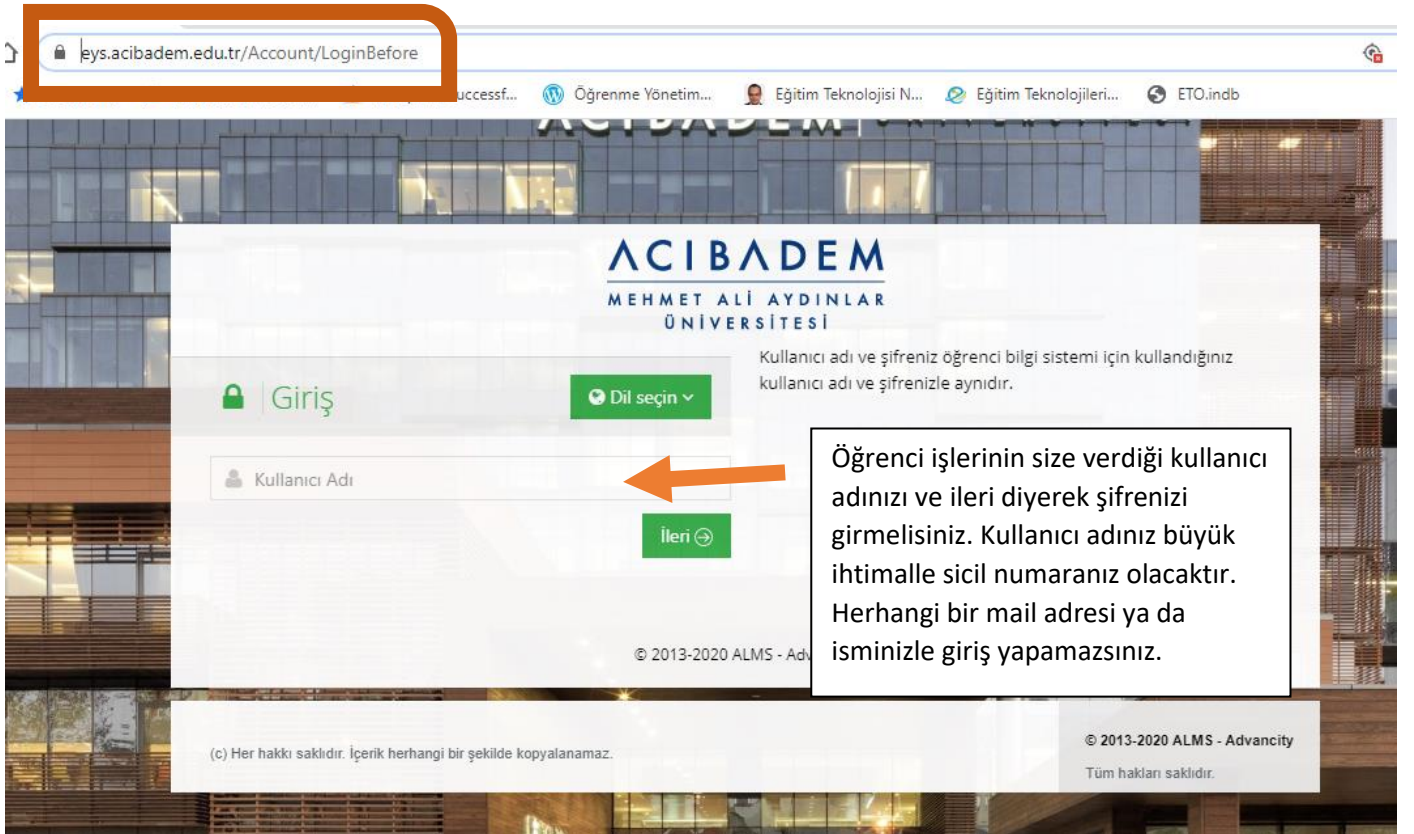 eys.acibadem.edu.tr/Account/LoginBefore
uccessf... Öğrenme Yönetim... Eğitim Teknolojisi N... Eğitim Teknolojileri... ETO.indb
ACIBADEM
ACIBADEM
MEHMET ALİ AYDINLAR
ÜNİVERSİTESİ
Kullanıcı adı ve şifreniz öğrenci bilgi sistemi için kullandığınız
kullanıcı adı ve şifrenizle aynıdır.
Giriş
Dil seçin
Kullanıcı Adı
İleri
Öğrenci işlerinin size verdiği kullanıcı
adınızı ve ileri diyerek şifrenizi
girmelisiniz. Kullanıcı adınız büyük
ihtimalle sicil numaranız olacaktır.
Herhangi bir mail adresi ya da
isminizle giriş yapamazsınız.
© 2013-2020 ALMS - Adv
(c) Her hakkı saklıdır. İçerik herhangi bir şekilde kopyalanamaz.
© 2013-2020 ALMS - Advancity
Tüm hakları saklıdır.